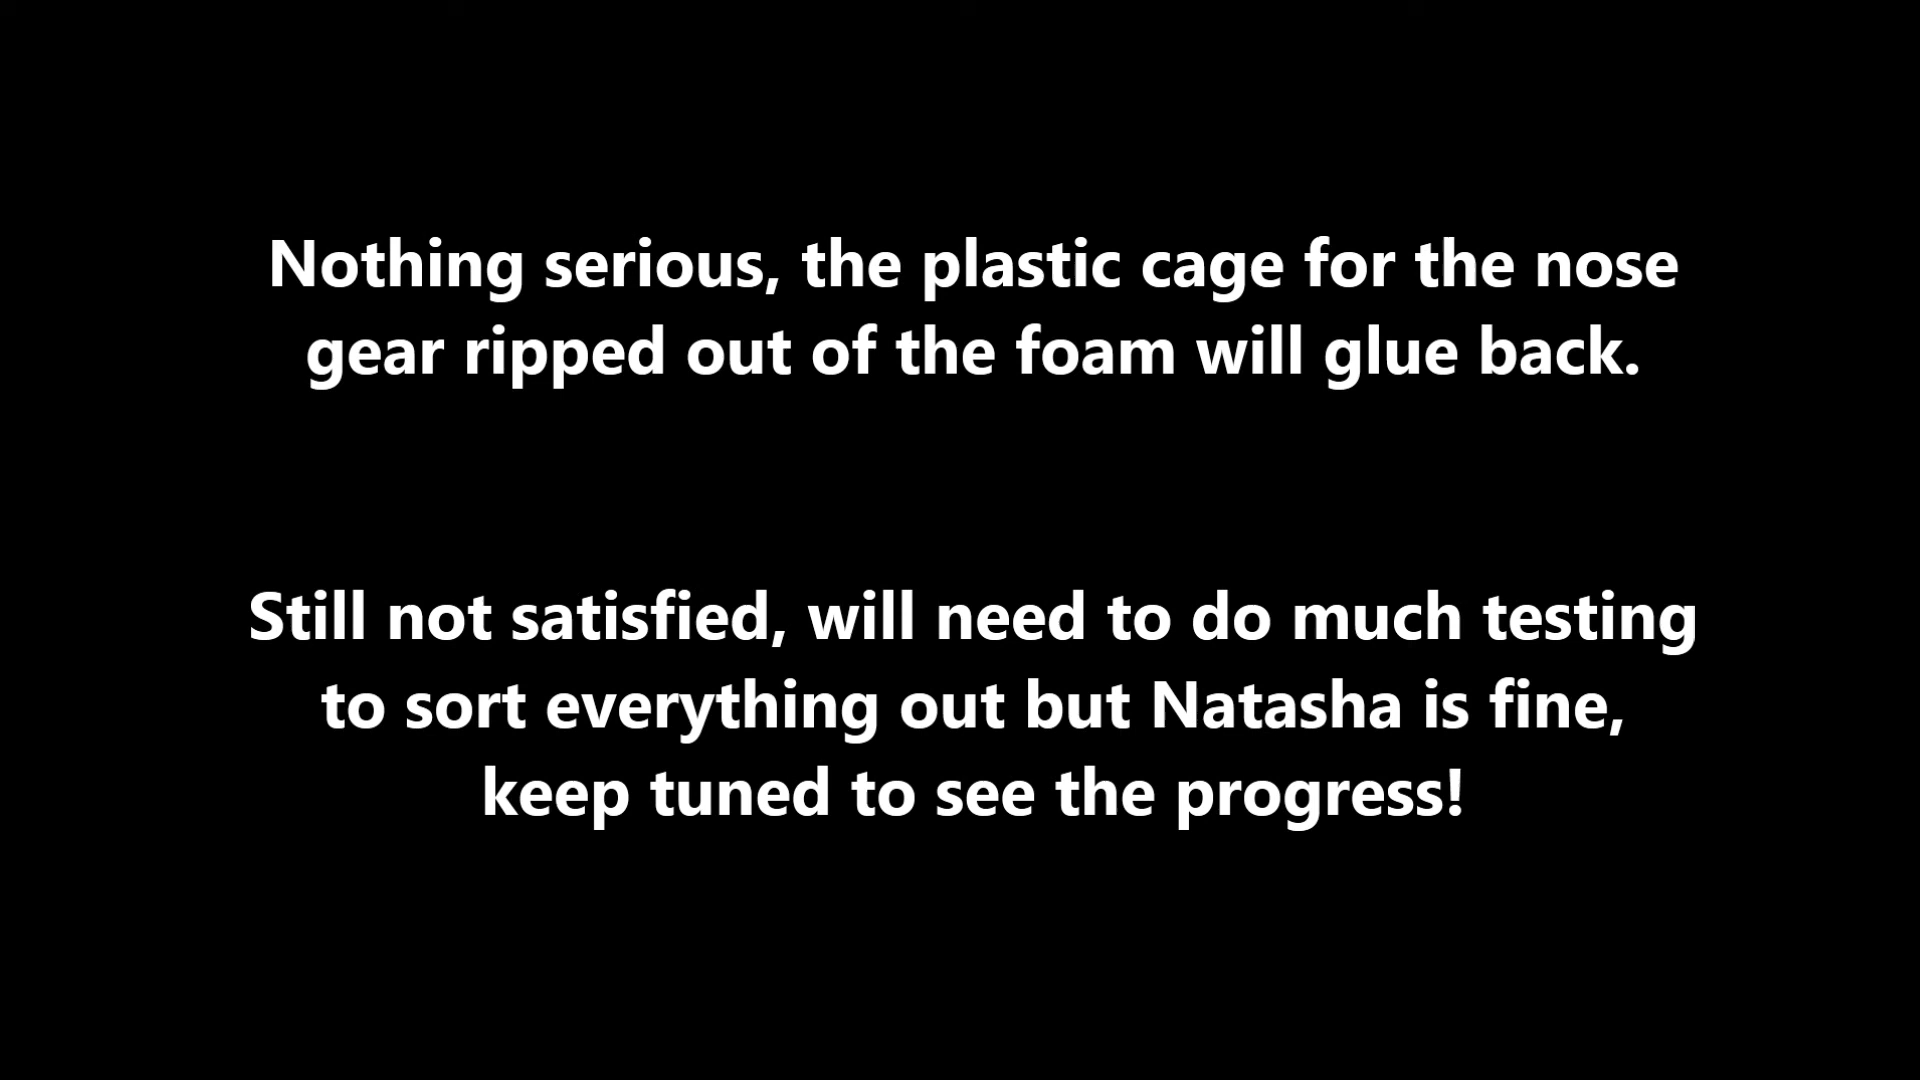 Nothing serious, the plastic cage for the nose
gear ripped out of the foam will glue back.
Still not satisfied, will need to do much testing
to sort everything out but Natasha is fine,
keep tuned to see the progress!